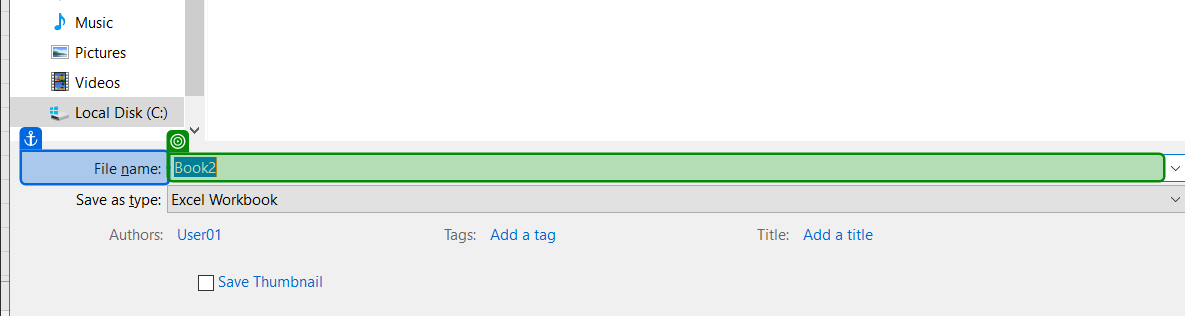 Music
Pictures
Videos
Local Disk (C:)
File name: Book2
Save as type: Excel Workbook
Authors: User01 Tags: Add a tag Title: Add a title
Save Thumbnail